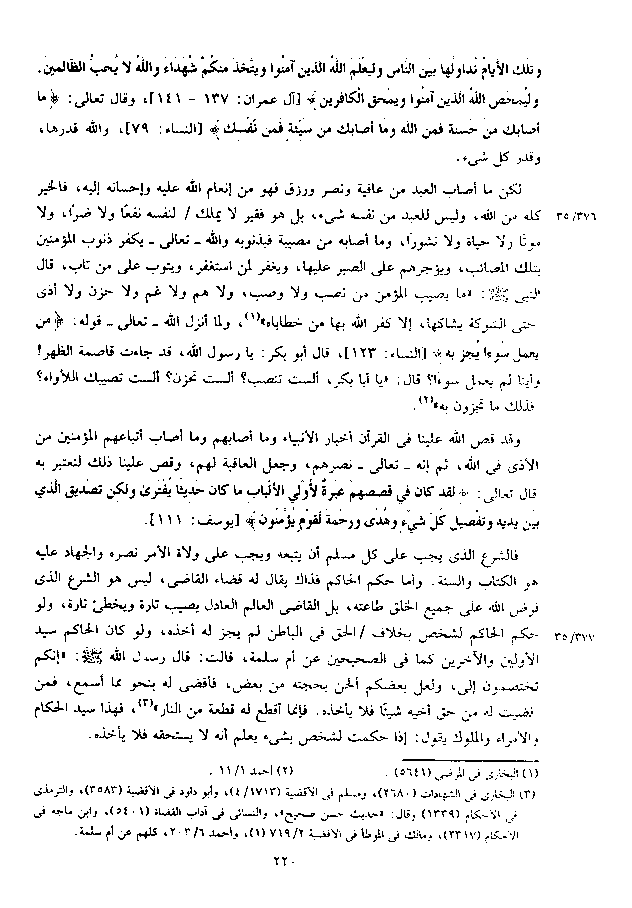 وتلك الأيام نداولها بين الناس وليعلم الله الذين آمنوا ويتخذ منكم شهداء والله لا يحب الظالمين.
وليمحص الله الذين آمنوا ويمحق الكافرين﴾ [آل عمران: ١٣٧ - ١٤١]، وقال تعالى: ﴿ما
أصابك من حسنة فمن الله وما أصابك من سيئة فمن نفسك﴾ [النساء: ٧٩]، والله قدرها،
وقدر كل شيء.
لكن ما أصاب العبد من عافية ونصر ورزق فهو من إنعام الله عليه وإحسانه إليه، فالخير
٣٥/٣٧٦ كله من الله، وليس للعبد من نفسه شيء، بل هو فقير لا يملك / لنفسه نفعًا ولا ضرًا، ولا
موتًا ولا حياة ولا نشورًا، وما أصابه من مصيبة فبذنوبه والله ـ تعالى ـ يكفر ذنوب المؤمنين
بتلك المصائب، ويؤجرهم على الصبر عليها، ويغفر لمن استغفر، ويتوب على من تاب، قال
النبي ﷺ: «ما يصيب المؤمن من نصب ولا وصب، ولا هم ولا غم ولا حزن ولا أذى
حتى الشوكة يشاكها، إلا كفر الله بها من خطاياه»(١)، ولما أنزل الله ـ تعالى ـ قوله: ﴿من
يعمل سوءا يُجز به﴾ [النساء: ١٢٣]، قال أبو بكر: يا رسول الله، قد جاءت قاصمة الظهر!
وأينا لم يعمل سوءًا؟ قال: «يا أبا بكر، ألست تنصب؟ ألست تحزن؟ ألست تصيبك اللأواء؟
فذلك ما تجزون به»(٢).
وقد قص الله علينا في القرآن أخبار الأنبياء وما أصابهم وما أصاب أتباعهم المؤمنين من
الأذى في الله، ثم إنه ـ تعالى ـ نصرهم، وجعل العاقبة لهم، وقص علينا ذلك لنعتبر به
قال تعالى: ﴿لقد كان في قصصهم عبرةٌ لأولي الألباب ما كان حديثا يفترى ولكن تصديق الذي
بين يديه وتفصيل كل شيء وهدى ورحمة لقوم يؤمنون﴾ [يوسف: ١١١].
فالشرع الذي يجب على كل مسلم أن يتبعه ويجب على ولاة الأمر نصره والجهاد عليه
هو الكتاب والسنة. وأما حكم الحاكم فذاك يقال له قضاء القاضي، ليس هو الشرع الذي
فرض الله على جميع الخلق طاعته، بل القاضي العالم العادل يصيب تارة ويخطئ تارة، ولو
٣٥/٣٧٧ حكم الحاكم لشخص بخلاف / الحق في الباطن لم يجز له أخذه، ولو كان الحاكم سيد
الأولين والآخرين كما في الصحيحين عن أم سلمة، قالت: قال رسول الله ﷺ: «إنكم
تختصمون إلى، ولعل بعضكم ألحن بحجته من بعض، فأقضى له بنحو مما أسمع، فمن
قضيت له من حق أخيه شيئًا فلا يأخذه. فإنما أقطع له قطعة من النار»(٣)، فهذا سيد الحكام
والأمراء والملوك يقول: إذا حكمت لشخص بشيء يعلم أنه لا يستحقه فلا يأخذه.
(١) البخاري في المرضى (٥٦٤١). (٢) أحمد ١١/١ .
(٣) البخاري في الشهادات (٢٦٨٠)، ومسلم في الأقضية (٤/١٧١٣)، وأبو داود في الأقضية (٣٥٨٣)، والترمذي
في الأحكام (١٣٣٩) وقال: «حديث حسن صحيح»، والنسائي في آداب القضاة (٥٤٠١)، وابن ماجه في
الأحكام (٢٣١٧)، ومالك في الموطأ في الأقضية ٧١٩/٢ (١)، وأحمد ٢٠٣/٦، كلهم عن أم سلمة.
٢٢٠